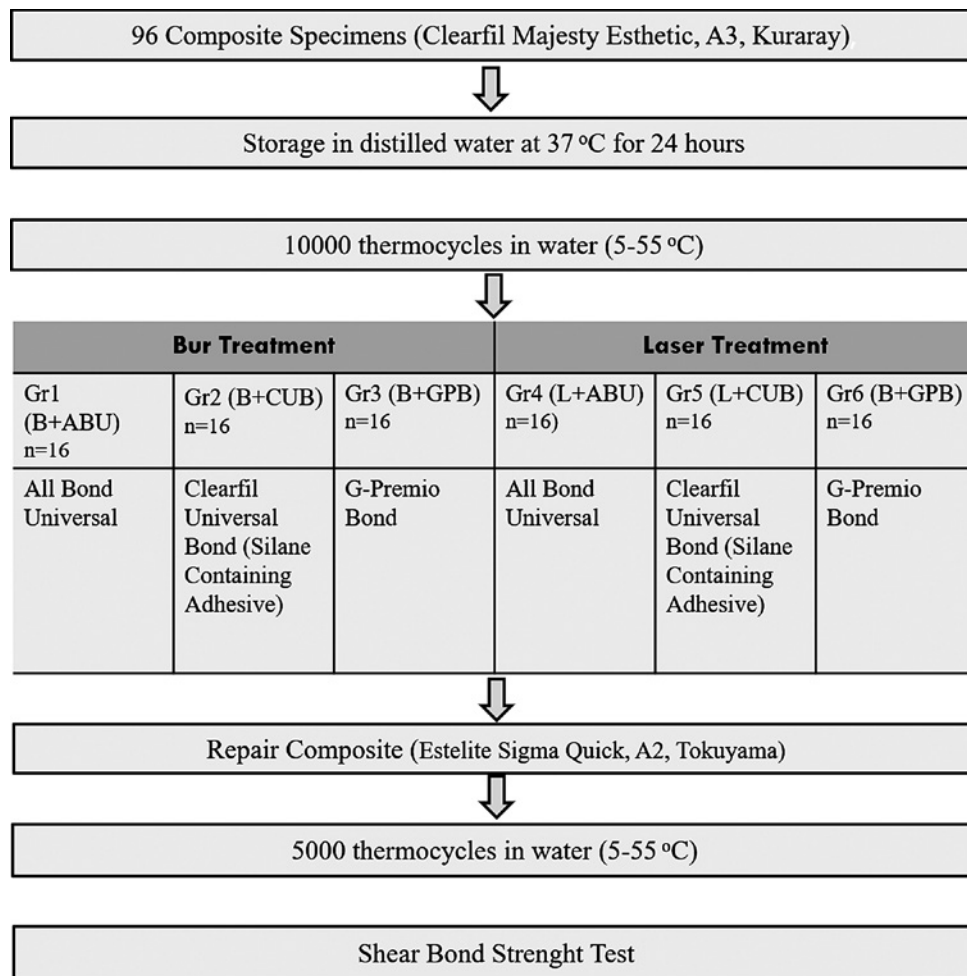 96 Composite Specimens (Clearfil Majesty Esthetic, A3, Kuraray)
Storage in distilled water at 37 ºC for 24 hours
10000 thermocycles in water (5-55 ºC)
Bur Treatment
Laser Treatment
Gr1
(B+ABU)
n=16
Gr2 (B+CUB)
n=16
Gr3 (B+GPB)
n=16
Gr4 (L+ABU)
n=16)
Gr5 (L+CUB)
n=16
Gr6 (B+GPB)
n=16
All Bond
Universal
Clearfil
Universal
Bond (Silane
Containing
Adhesive)
G-Premio
Bond
All Bond
Universal
Clearfil
Universal
Bond (Silane
Containing
Adhesive)
G-Premio
Bond
Repair Composite (Estelite Sigma Quick, A2, Tokuyama)
5000 thermocycles in water (5-55 ºC)
Shear Bond Strenght Test